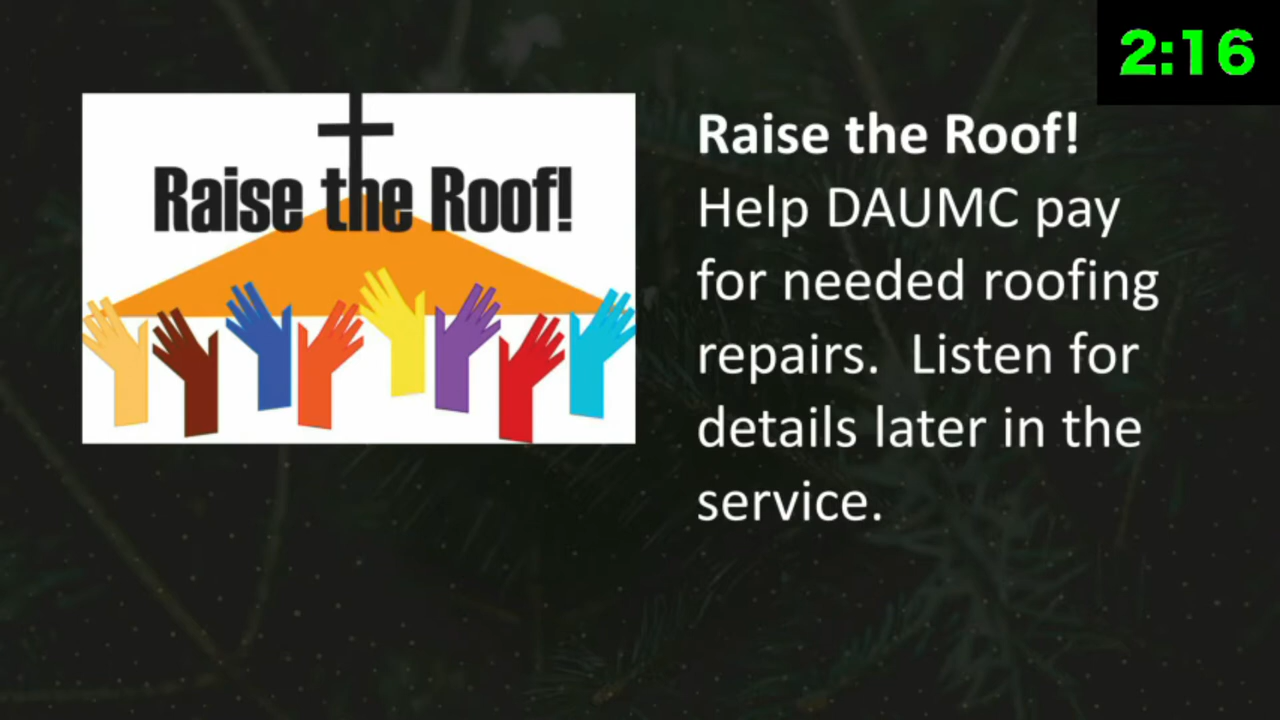 2:16
Raise the Roof!
Raise the Roof!
Help DAUMC pay
for needed roofing
repairs.  Listen for
details later in the
service.